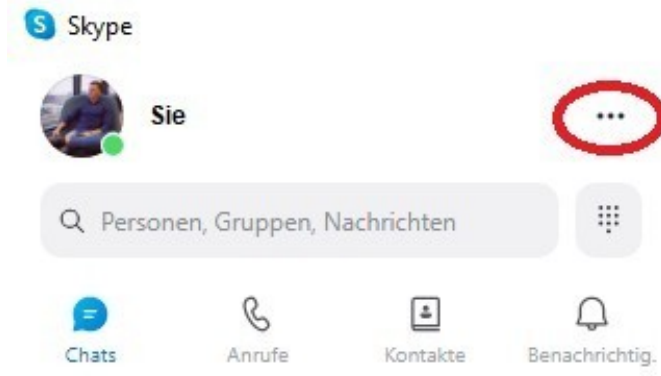 S Skype
Sie
Personen, Gruppen, Nachrichten
Chats Anrufe Kontakte Benachrichtig.